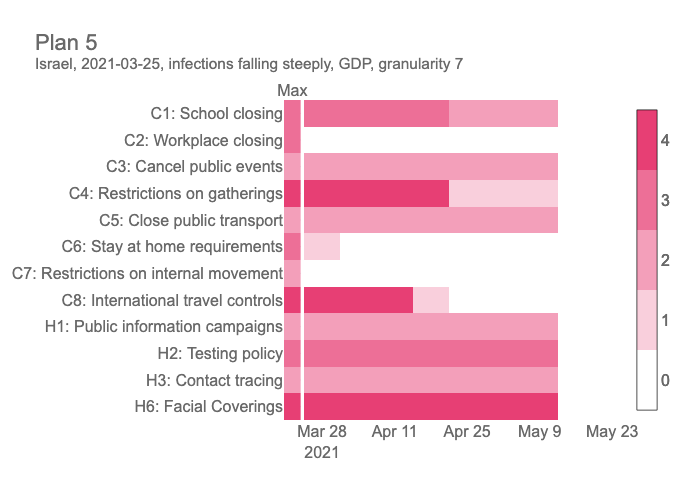 Plan 5
Israel, 2021-03-25, infections falling steeply, GDP, granularity 7
Max
C1: School closing
C2: Workplace closing
C3: Cancel public events
C4: Restrictions on gatherings
C5: Close public transport
C6: Stay at home requirements
C7: Restrictions on internal movement
C8: International travel controls
H1: Public information campaigns
H2: Testing policy
H3: Contact tracing
H6: Facial Coverings
4
3
2
1
0
Mar 28 Apr 11 Apr 25 May 9 May 23
2021